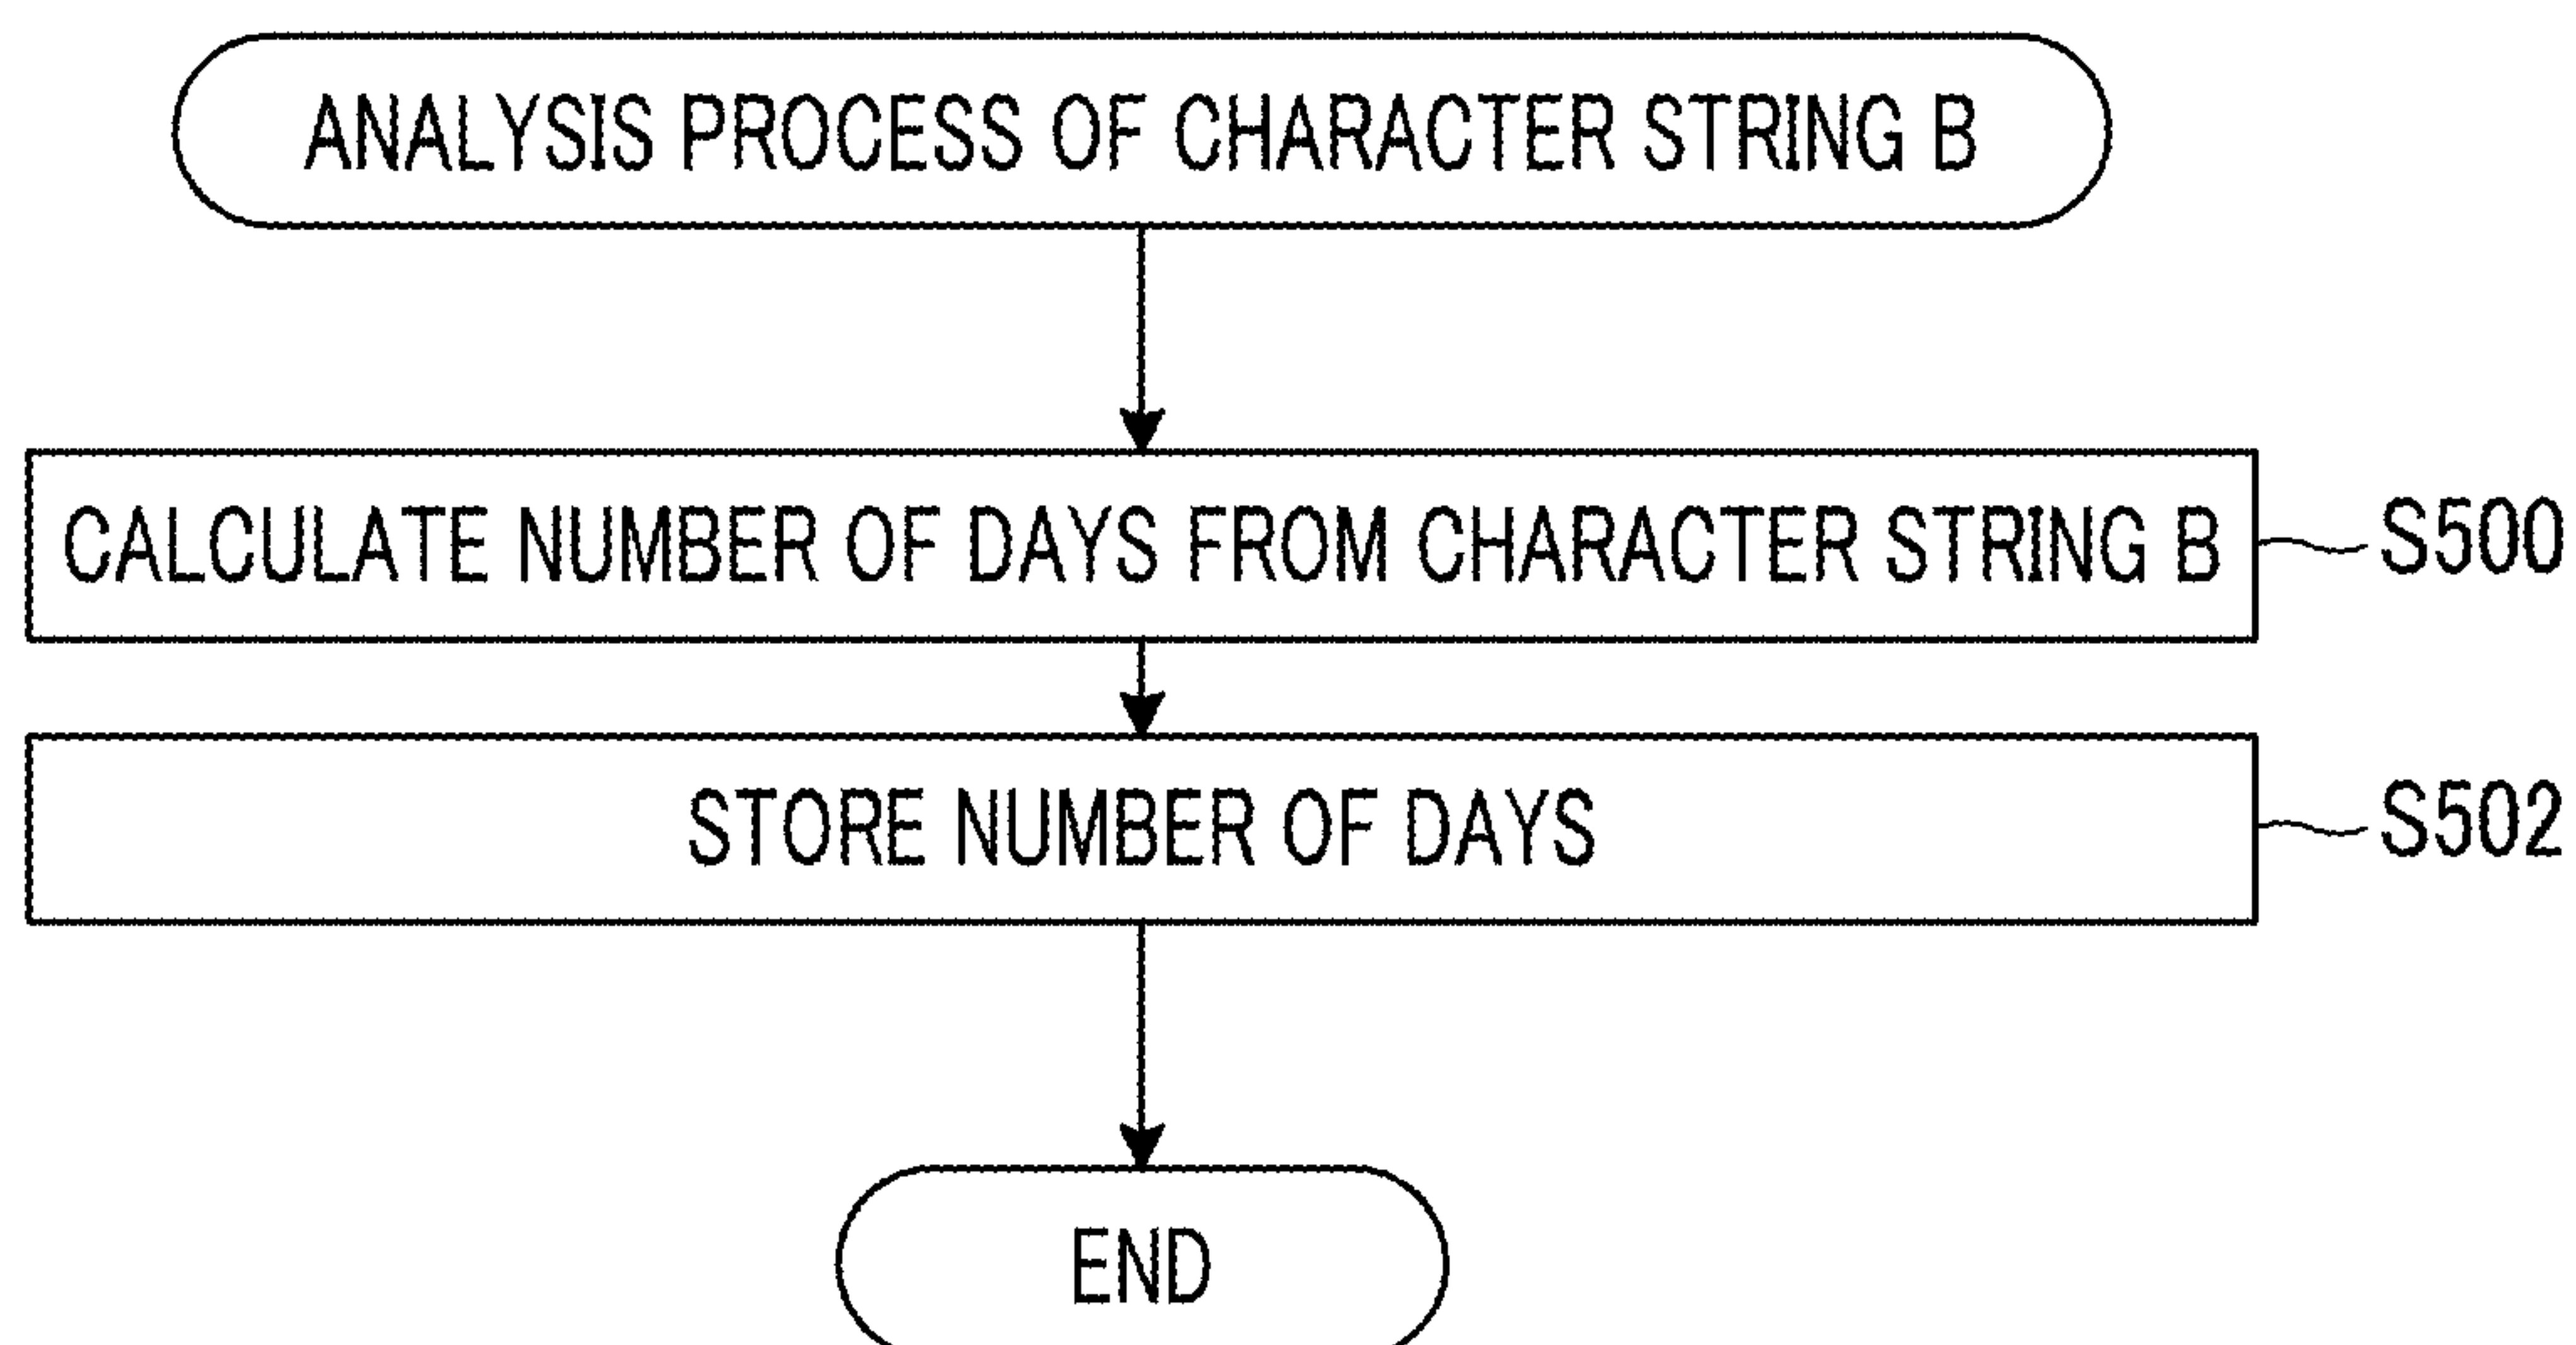 ANALYSIS PROCESS OF CHARACTER STRING B
CALCULATE NUMBER OF DAYS FROM CHARACTER STRING B
S500
STORE NUMBER OF DAYS
S502
END